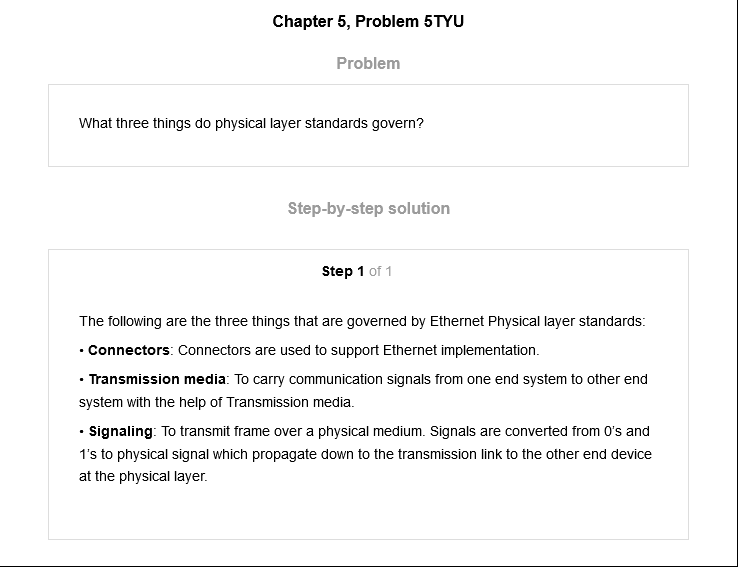 Chapter 5, Problem 5TYU
Problem
What three things do physical layer standards govern?
Step-by-step solution
Step 1 of 1
The following are the three things that are governed by Ethernet Physical layer standards:
• Connectors: Connectors are used to support Ethernet implementation.
• Transmission media: To carry communication signals from one end system to other end
system with the help of Transmission media.
• Signaling: To transmit frame over a physical medium. Signals are converted from 0's and
1's to physical signal which propagate down to the transmission link to the other end device
at the physical layer.